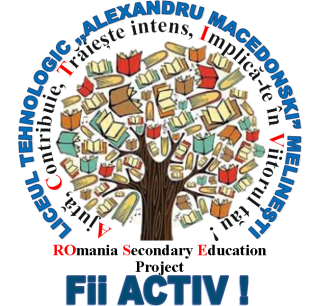 LICEUL TEHNOLOGIC „ALEXANDRU MACEDONSKI” MELINEȘTI
Ajută, Contribuie, Trăiește intens, Implică-te în Viitorul tău !
ROmania Secondary Education
Project
Fii ACTIV !